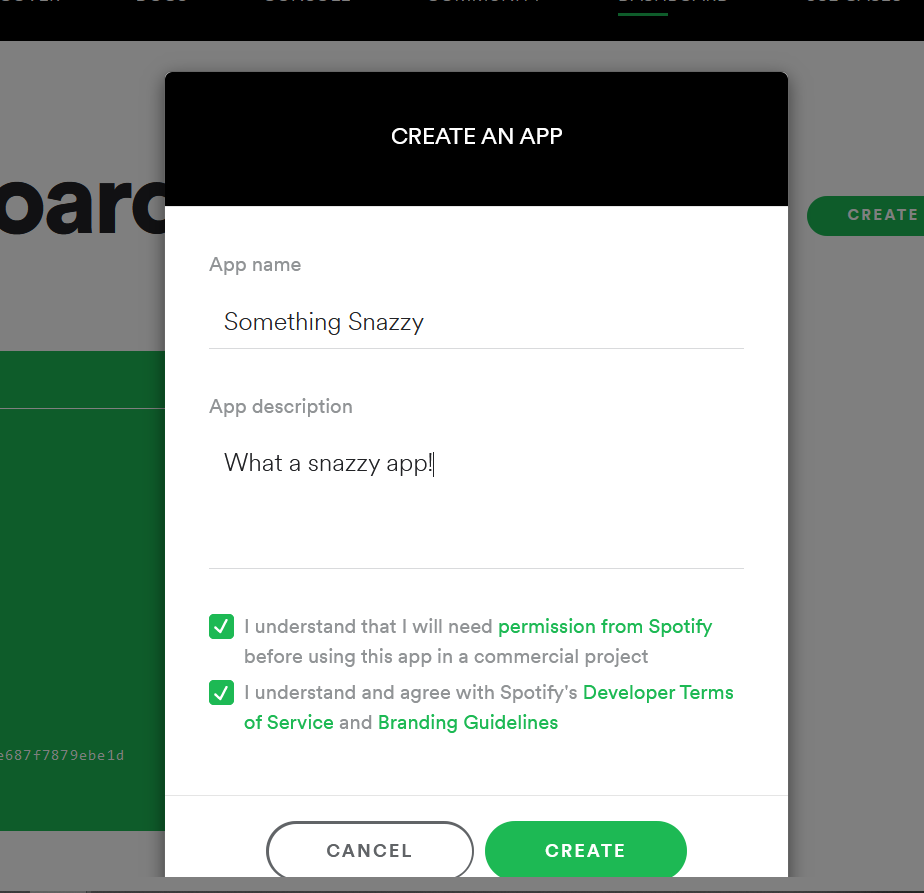 DASHBOARD
CREATE AN APP
CREATE
App name
Something Snazzy
App description
What a snazzy app!
I understand that I will need permission from Spotify
before using this app in a commercial project
I understand and agree with Spotify's Developer Terms
of Service and Branding Guidelines
e687f7879ebe1d
CANCEL
CREATE